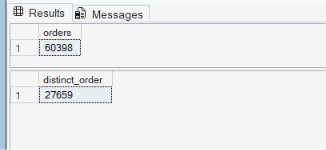 Results Messages
orders
1 60398
distinct_order
1 27659